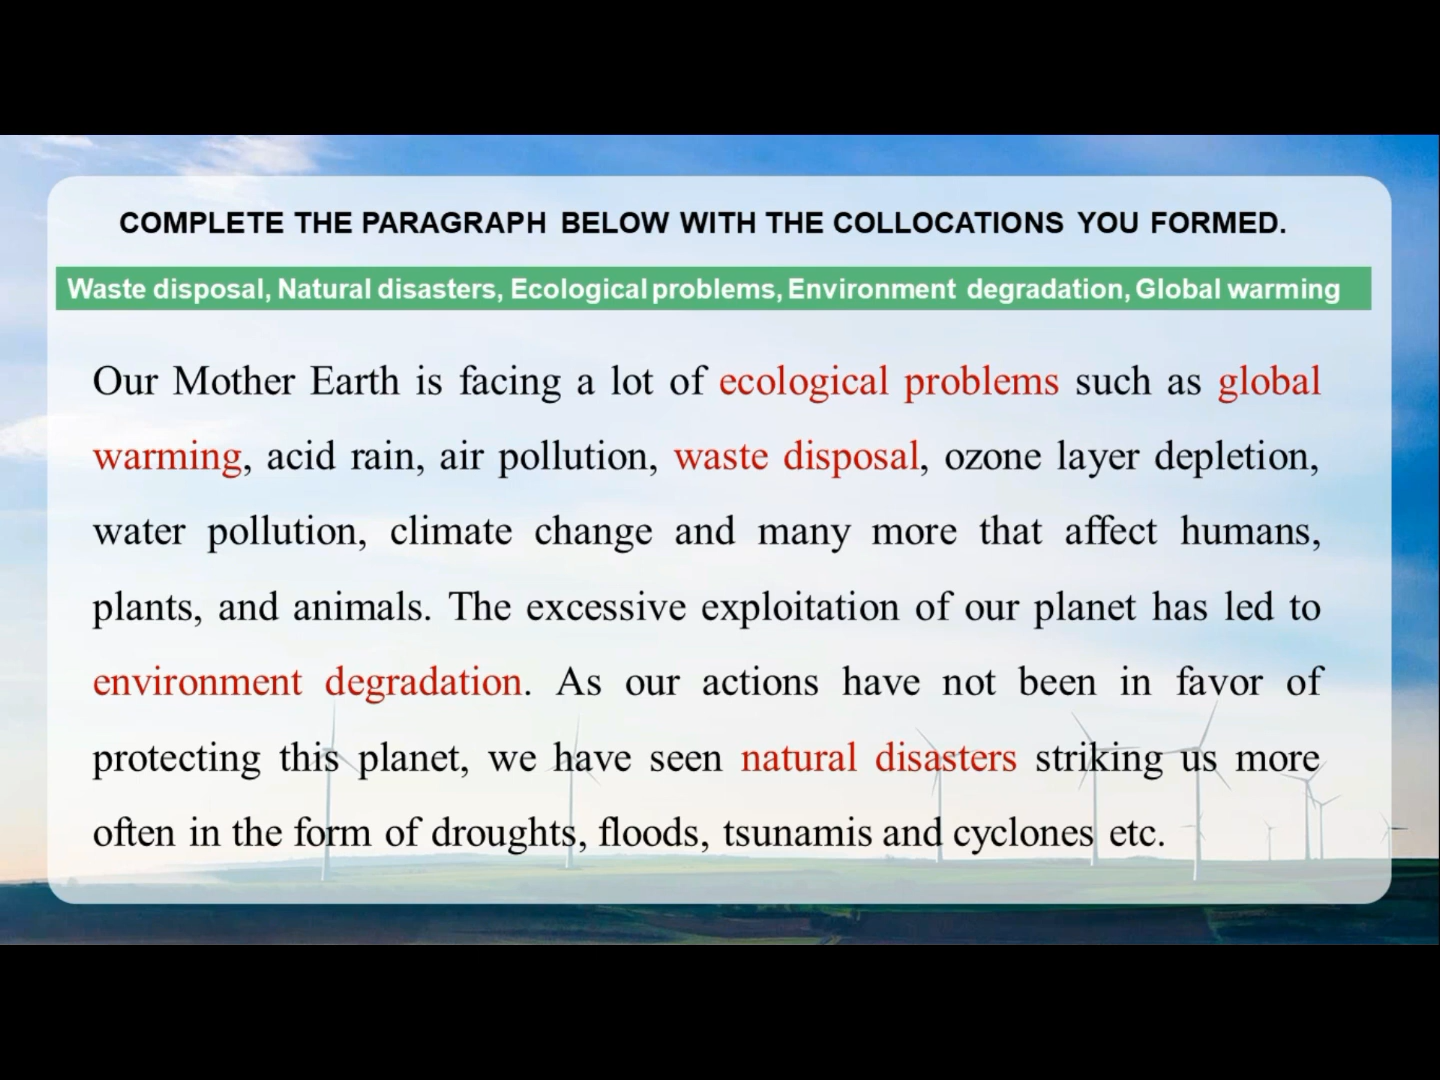 COMPLETE THE PARAGRAPH BELOW WITH THE COLLOCATIONS YOU FORMED.
Waste disposal, Natural disasters, Ecological problems, Environment degradation, Global warming
Our Mother Earth is facing a lot of ecological problems such as global
warming, acid rain, air pollution, waste disposal, ozone layer depletion,
water pollution, climate change and many more that affect humans,
plants, and animals. The excessive exploitation of our planet has led to
environment degradation. As our actions have not been in favor of
protecting this planet, we have seen natural disasters striking us more
often in the form of droughts, floods, tsunamis and cyclones etc.